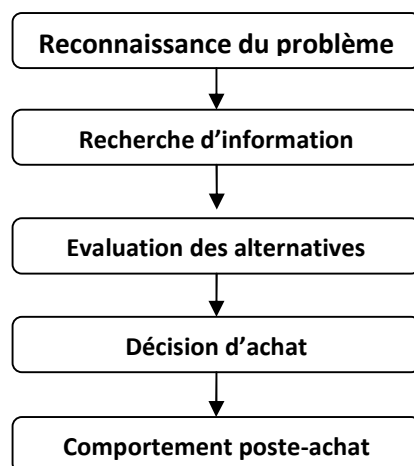 Reconnaissance du problème
Recherche d’information
Evaluation des alternatives
Décision d’achat
Comportement poste-achat